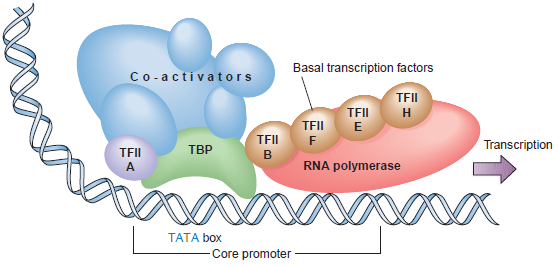 Co-activators
Basal transcription factors
TFII
A
TBP
TFII
B
TFII
F
TFII
E
TFII
H
RNA polymerase
Transcription
TATA box
Core promoter